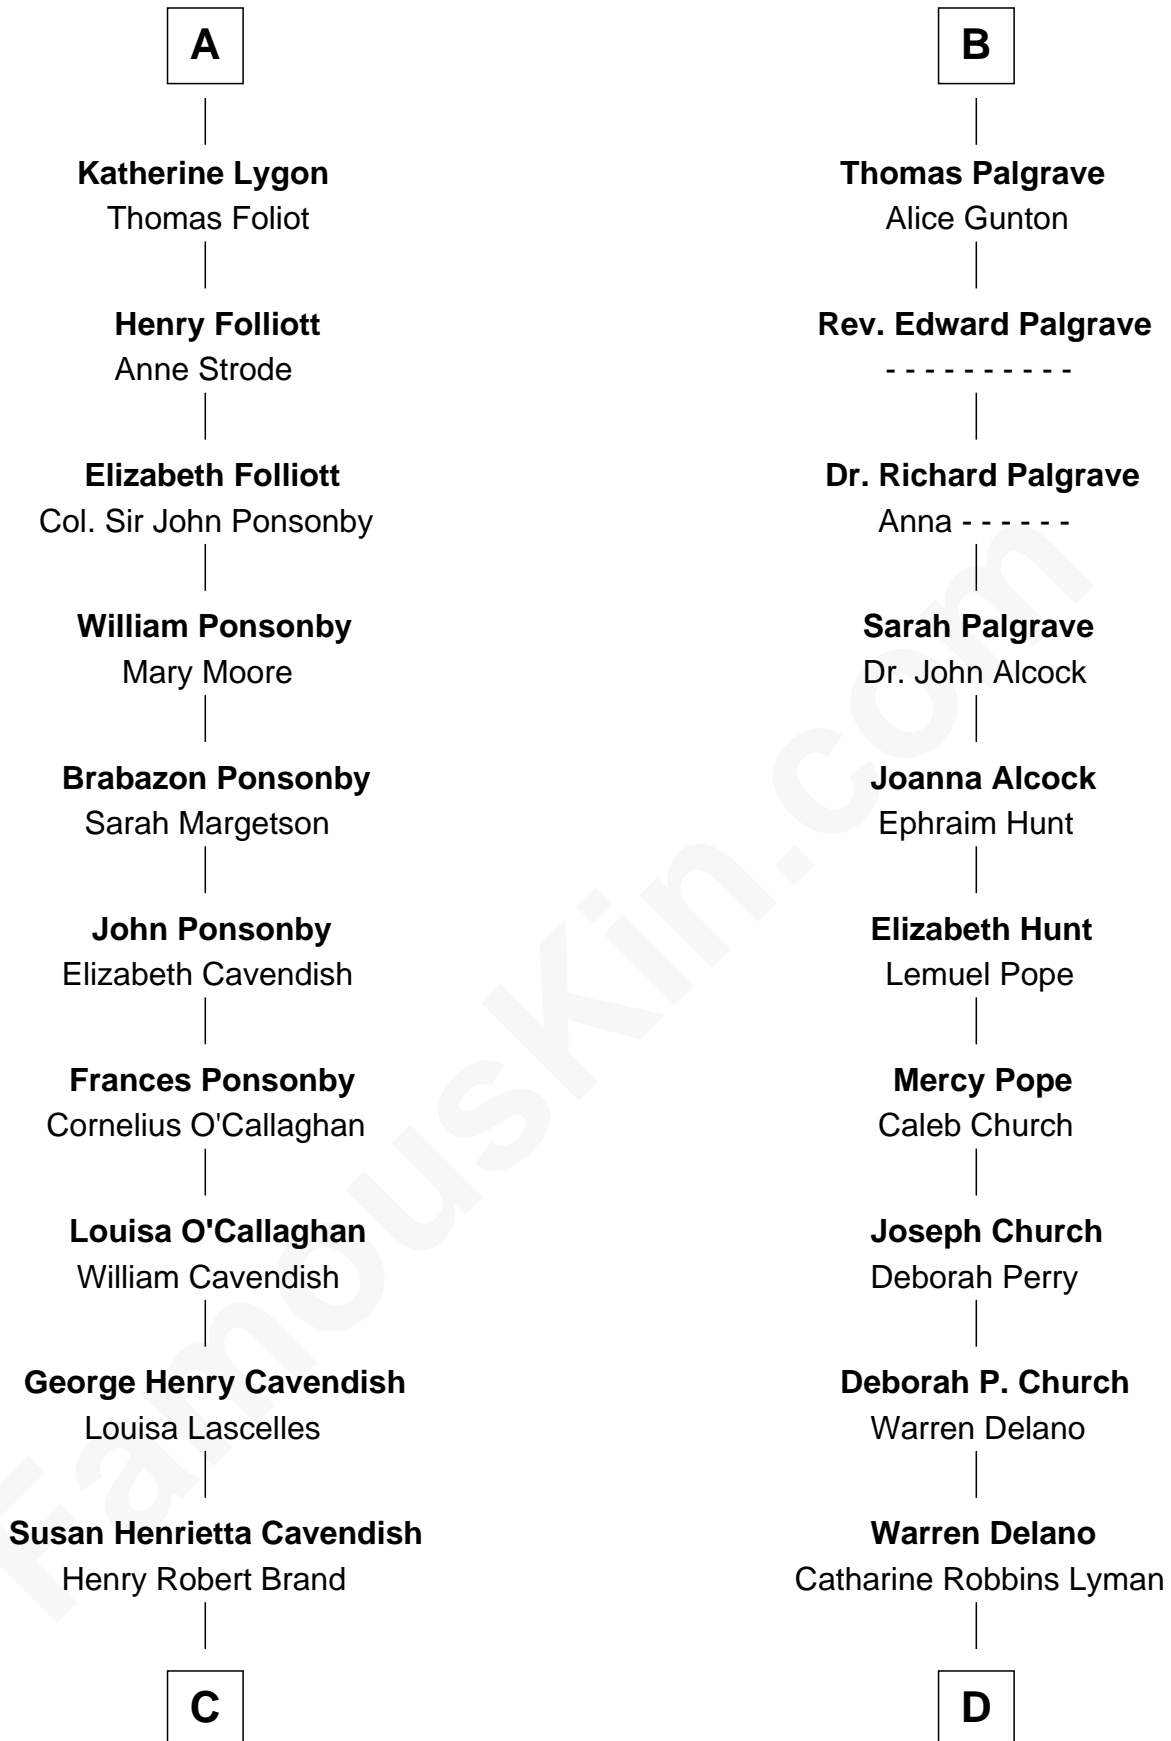 A
Katherine Lygon
Thomas Foliot
Henry Folliott
Anne Strode
Elizabeth Folliott
Col. Sir John Ponsonby
William Ponsonby
Mary Moore
Brabazon Ponsonby
Sarah Margetson
John Ponsonby
Elizabeth Cavendish
Frances Ponsonby
Cornelius O'Callaghan
Louisa O'Callaghan
William Cavendish
George Henry Cavendish
Louisa Lascelles
Susan Henrietta Cavendish
Henry Robert Brand
C
B
Thomas Palgrave
Alice Gunton
Rev. Edward Palgrave
- - - - - - - - - -
Dr. Richard Palgrave
Anna - - - - - -
Sarah Palgrave
Dr. John Alcock
Joanna Alcock
Ephraim Hunt
Elizabeth Hunt
Lemuel Pope
Mercy Pope
Caleb Church
Joseph Church
Deborah Perry
Deborah P. Church
Warren Delano
Warren Delano
Catharine Robbins Lyman
D
FamousKin.com